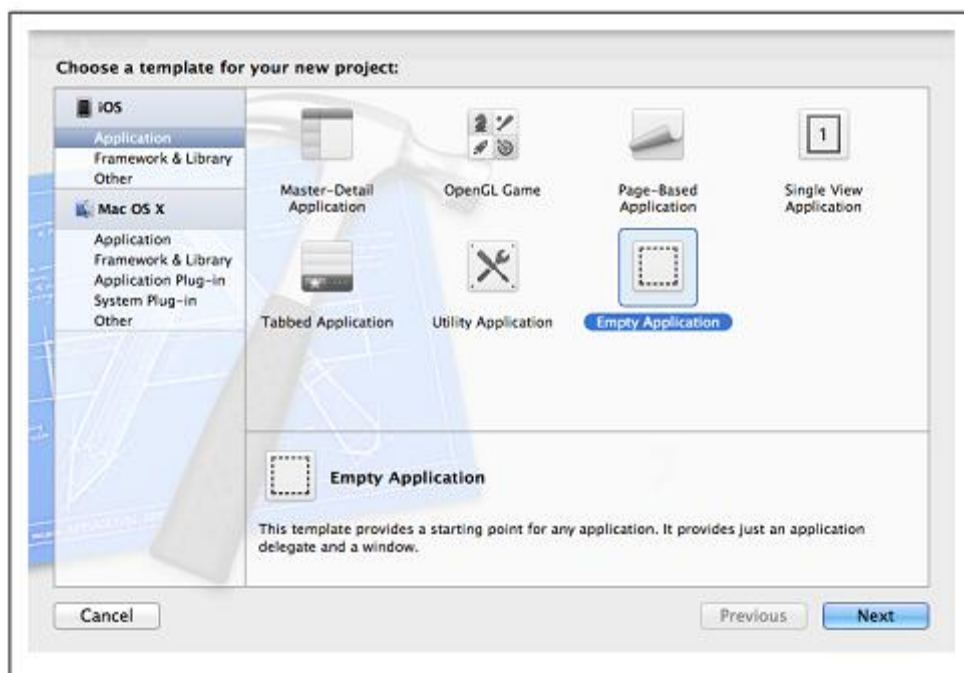 Choose a template for your new project:
iOS
Application
Framework & Library
Other
Mac OS X
Application
Framework & Library
Application Plug-in
System Plug-in
Other
Master-Detail
Application
OpenGL Game
Page-Based
Application
1
Single View
Application
Tabbed Application
Utility Application
Empty Application
Empty Application
This template provides a starting point for any application. It provides just an application
delegate and a window.
Cancel
Previous
Next